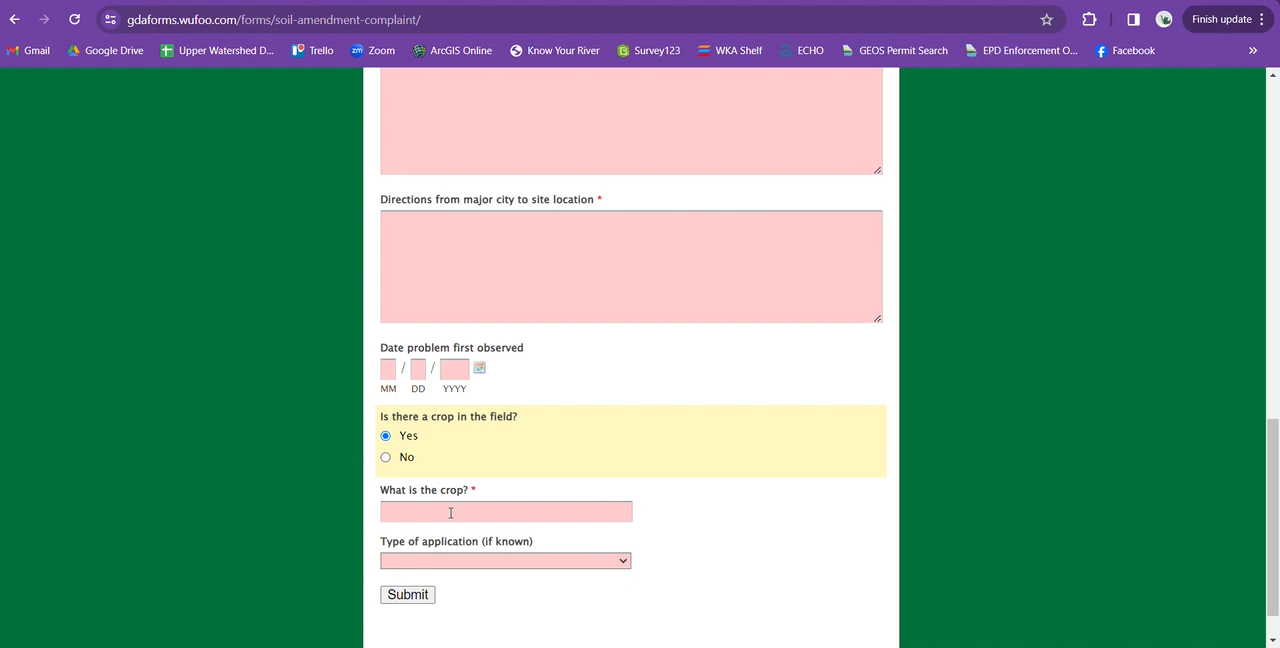 gdaforms.wufoo.com/forms/soil-amendment-complaint/
Finish update
Gmail
Google Drive
Upper Watershed D...
Trello
Zoom
ArcGIS Online
Know Your River
Survey123
WKA Shelf
ECHO
GEOS Permit Search
EPD Enforcement O...
Facebook
Directions from major city to site location *
Date problem first observed
/ /
MM DD YYYY
Is there a crop in the field?
Yes
No
What is the crop? *
Type of application (if known)
Submit